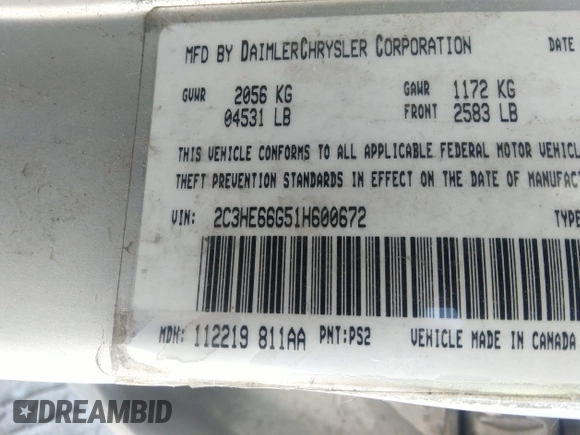 MFD BY DAIMLERCHRYSLER CORPORATION DATE
GVWR 2056 KG
04531 LB
GAWR 1172 KG
FRONT 2583 LB
THIS VEHICLE CONFORMS TO ALL APPLICABLE FEDERAL MOTOR VEHICL
THEFT PREVENTION STANDARDS IN EFFECT ON THE DATE OF MANUFACT
VIN: 2C3HE66G51H600672 TYPE
MDH: 112219 811AA PNT:PS2 VEHICLE MADE IN CANADA
DREAMBID